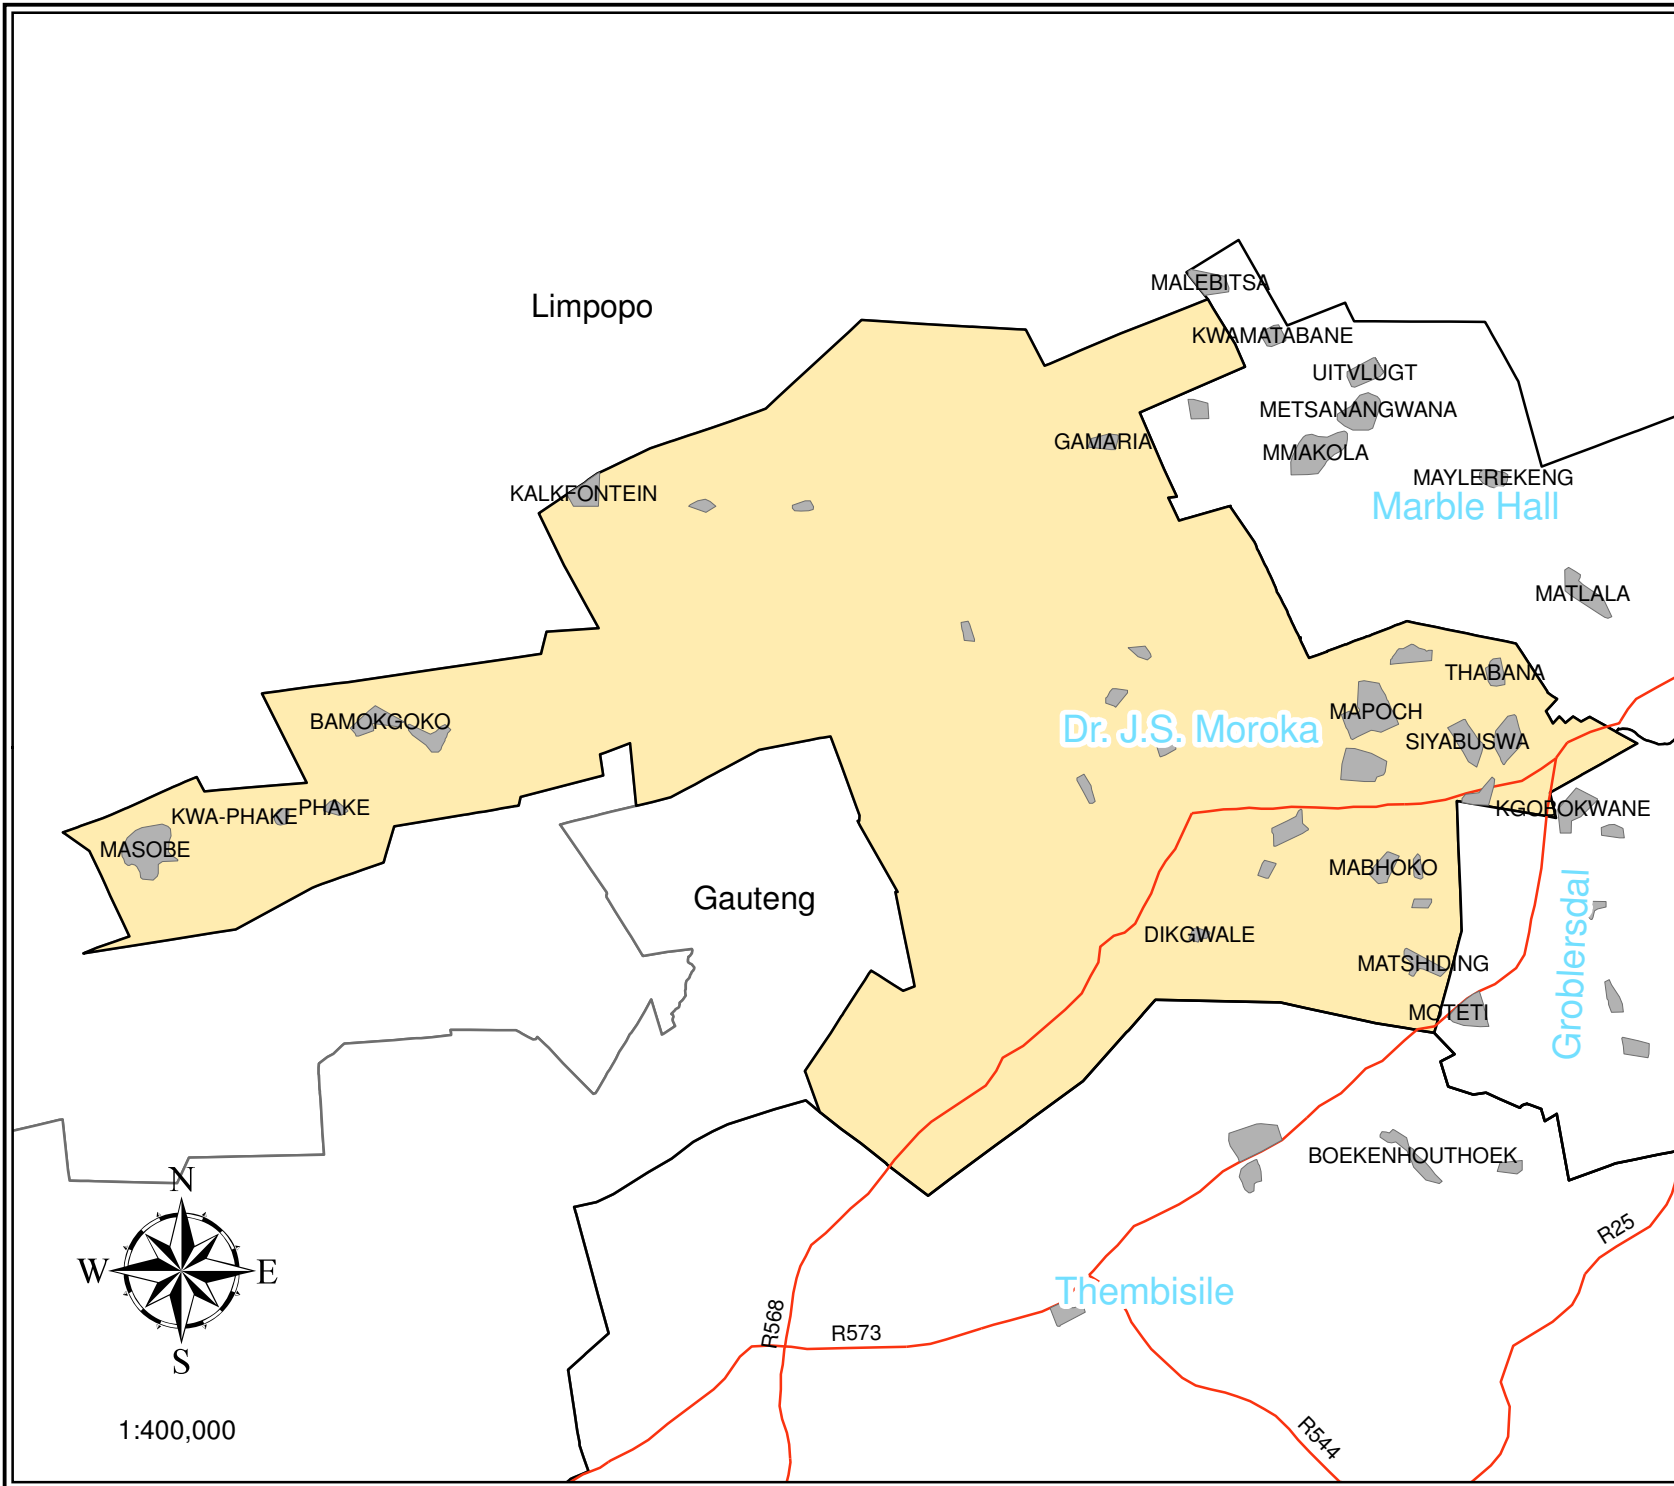 MALEBITSA
Limpopo
KWAMATABANE
UITVLUGT
METSANANGWANA
GAMARIA
MMAKOLA
MAYLEREKENG
KALKFONTEIN
Marble Hall
MATLALA
THABANA
MAPOCH
BAMOKGOKO
Dr. J.S. Moroka
SIYABUSWA
PHAKE
KWA-PHAKE
KGOBOKWANE
MASOBE
MABHOKO
Gauteng
Groblersdal
DIKGWALE
MATSHIDING
MOTETI
BOEKENHOUTHOEK
N
W
E
S
R25
Thembisile
R568
R573
R544
1:400,000